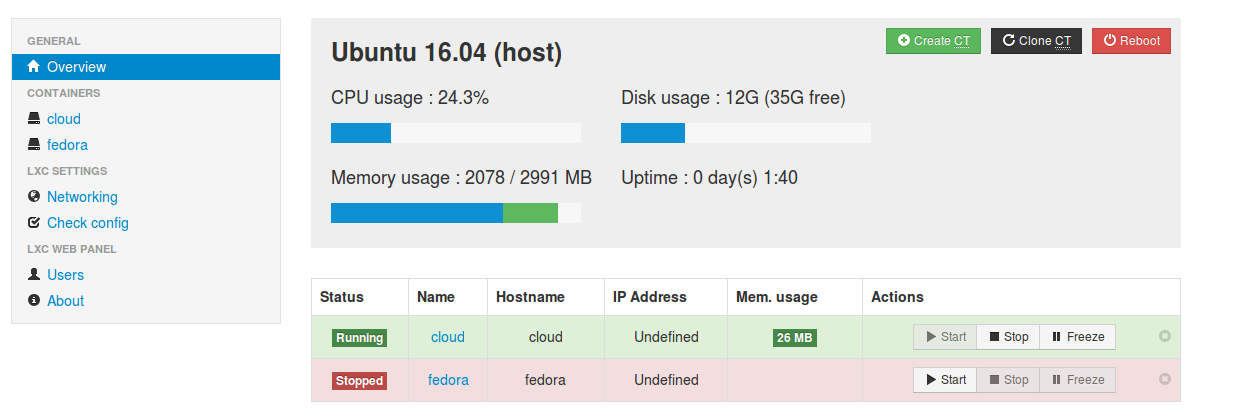 GENERAL
Overview
CONTAINERS
cloud
fedora
LXC SETTINGS
Networking
Check config
LXC WEB PANEL
Users
About
Ubuntu 16.04 (host)
Create CT Clone CT Reboot
CPU usage : 24.3% Disk usage : 12G (35G free)
Memory usage : 2078 / 2991 MB Uptime : 0 day(s) 1:40
Status Name Hostname IP Address Mem. usage Actions
Running cloud cloud Undefined 26 MB Start Stop Freeze
Stopped fedora fedora Undefined Start Stop Freeze